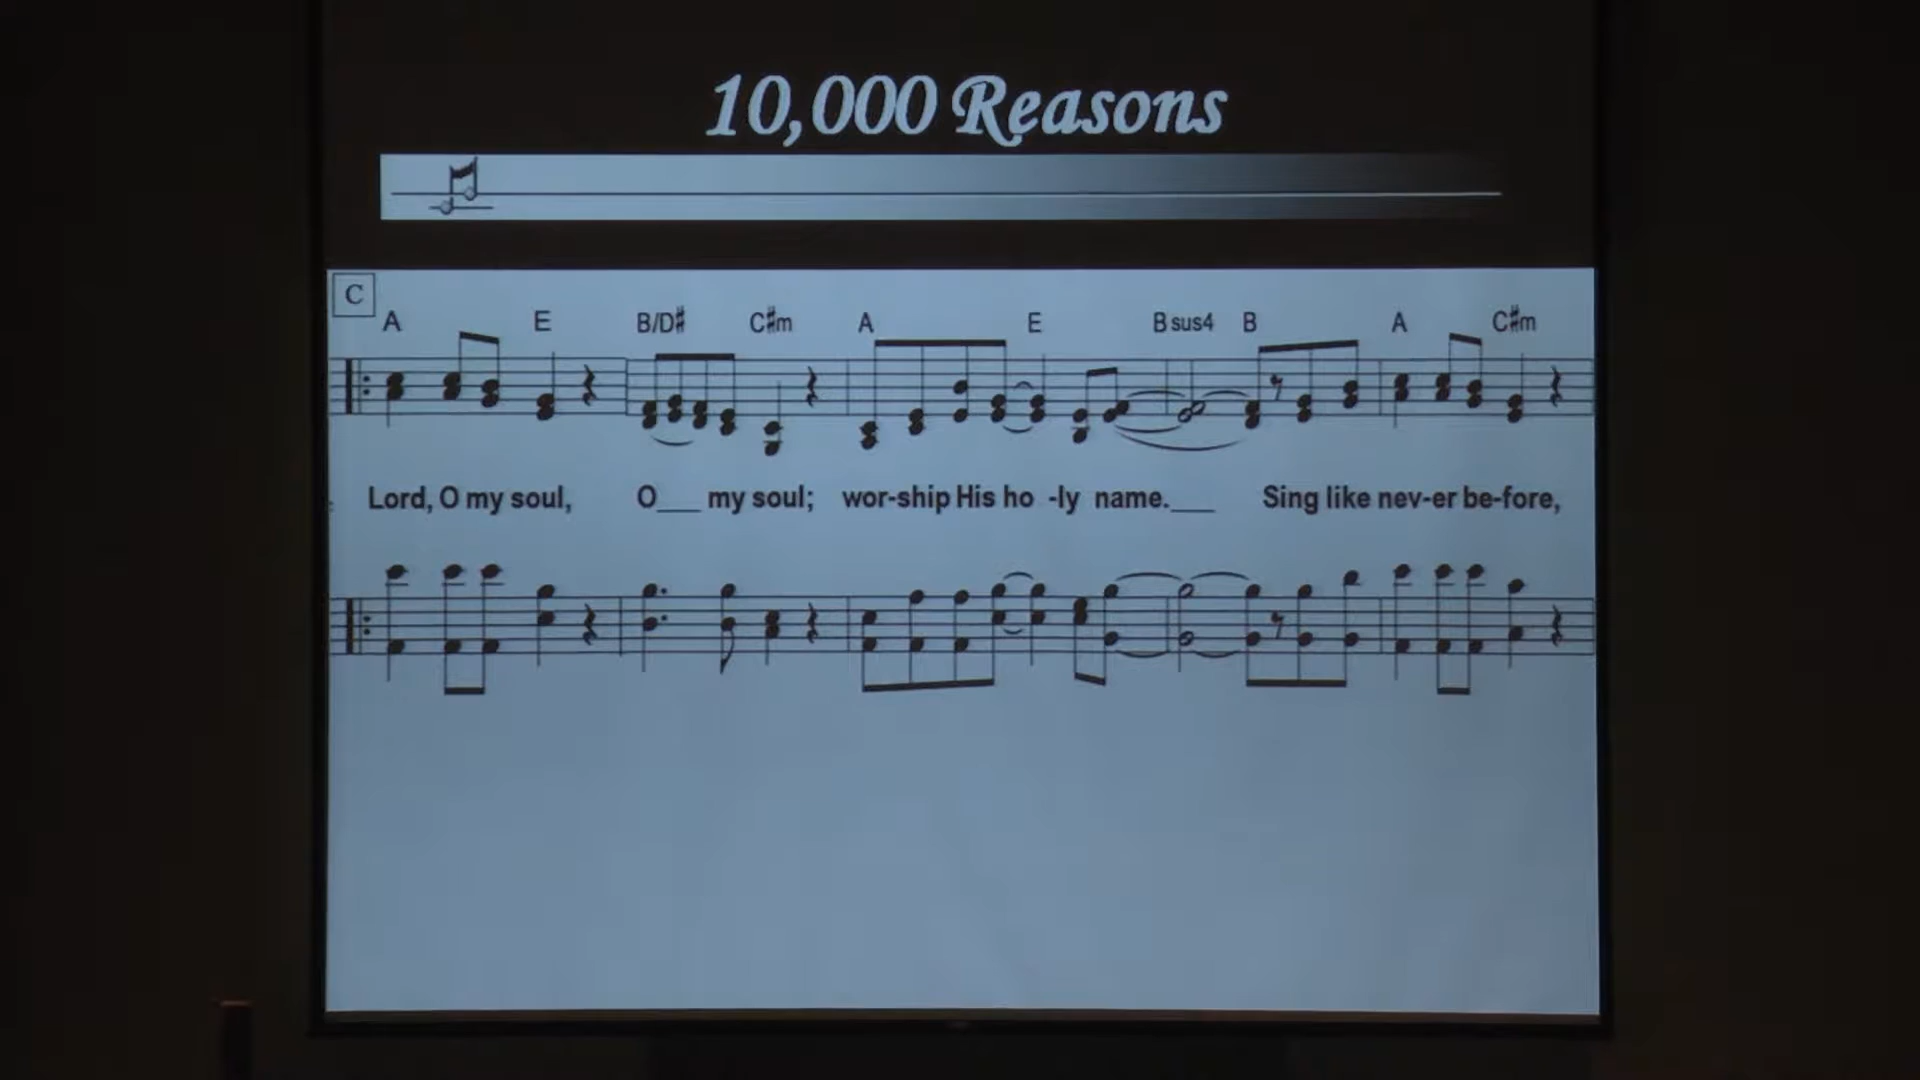 10,000 Reasons
C
A E B/D♯ C♯m A E Bsus4 B A C♯m
Lord, O my soul, O___ my soul; wor-ship His ho -ly name.___ Sing like nev-er be-fore,